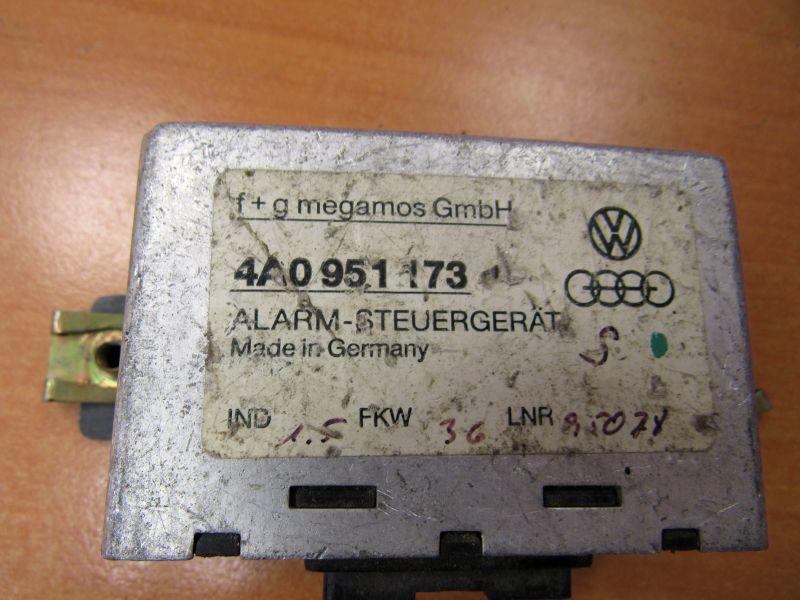 f + g megamos GmbH
4A0 951 173
ALARM-STEUERGERÄT
Made in Germany
S
IND 1.5 FKW 36 LNR